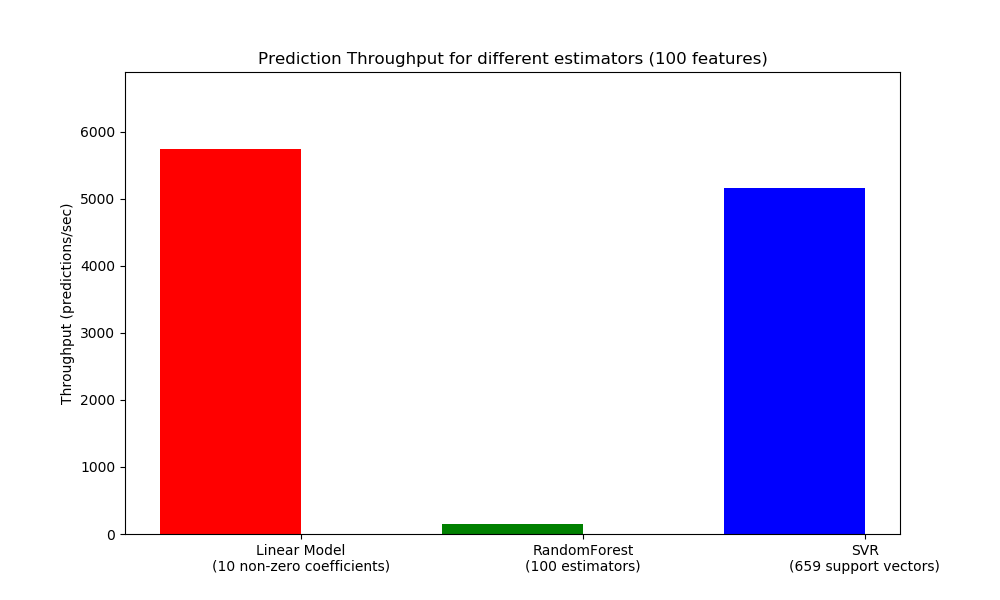 Prediction Throughput for different estimators (100 features)
Throughput (predictions/sec)
6000
5000
4000
3000
2000
1000
0
Linear Model
(10 non-zero coefficients)
RandomForest
(100 estimators)
SVR
(659 support vectors)